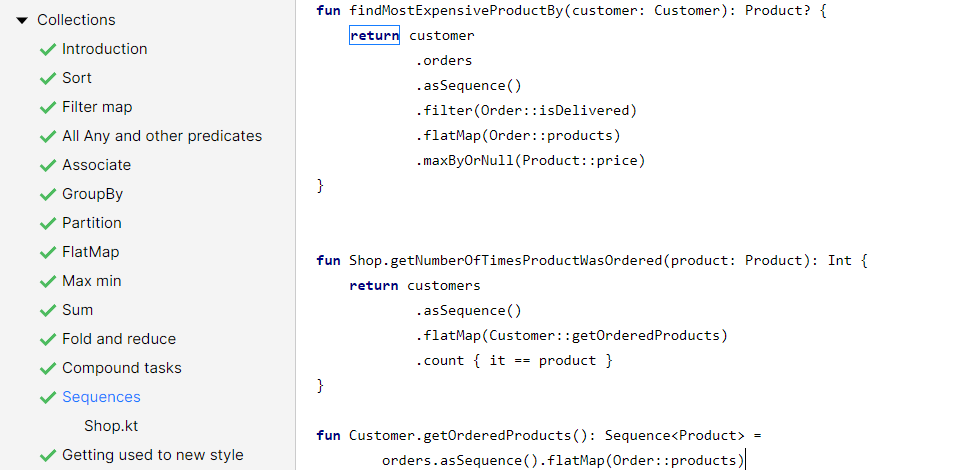 Collections
Introduction
Sort
Filter map
All Any and other predicates
Associate
GroupBy
Partition
FlatMap
Max min
Sum
Fold and reduce
Compound tasks
Sequences
Shop.kt
Getting used to new style
fun findMostExpensiveProductBy(customer: Customer): Product? {
    return customer
            .orders
            .asSequence()
            .filter(Order::isDelivered)
            .flatMap(Order::products)
            .maxByOrNull(Product::price)
}
fun Shop.getNumberOfTimesProductWasOrdered(product: Product): Int {
    return customers
            .asSequence()
            .flatMap(Customer::getOrderedProducts)
            .count { it == product }
}
fun Customer.getOrderedProducts(): Sequence<Product> =
        orders.asSequence().flatMap(Order::products)